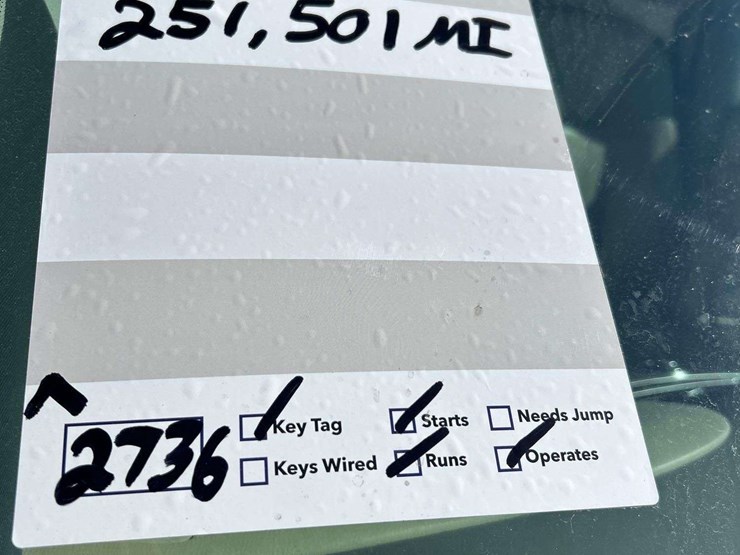 251,501 MI
2736 Key Tag Starts Needs Jump
Keys Wired Runs Operates